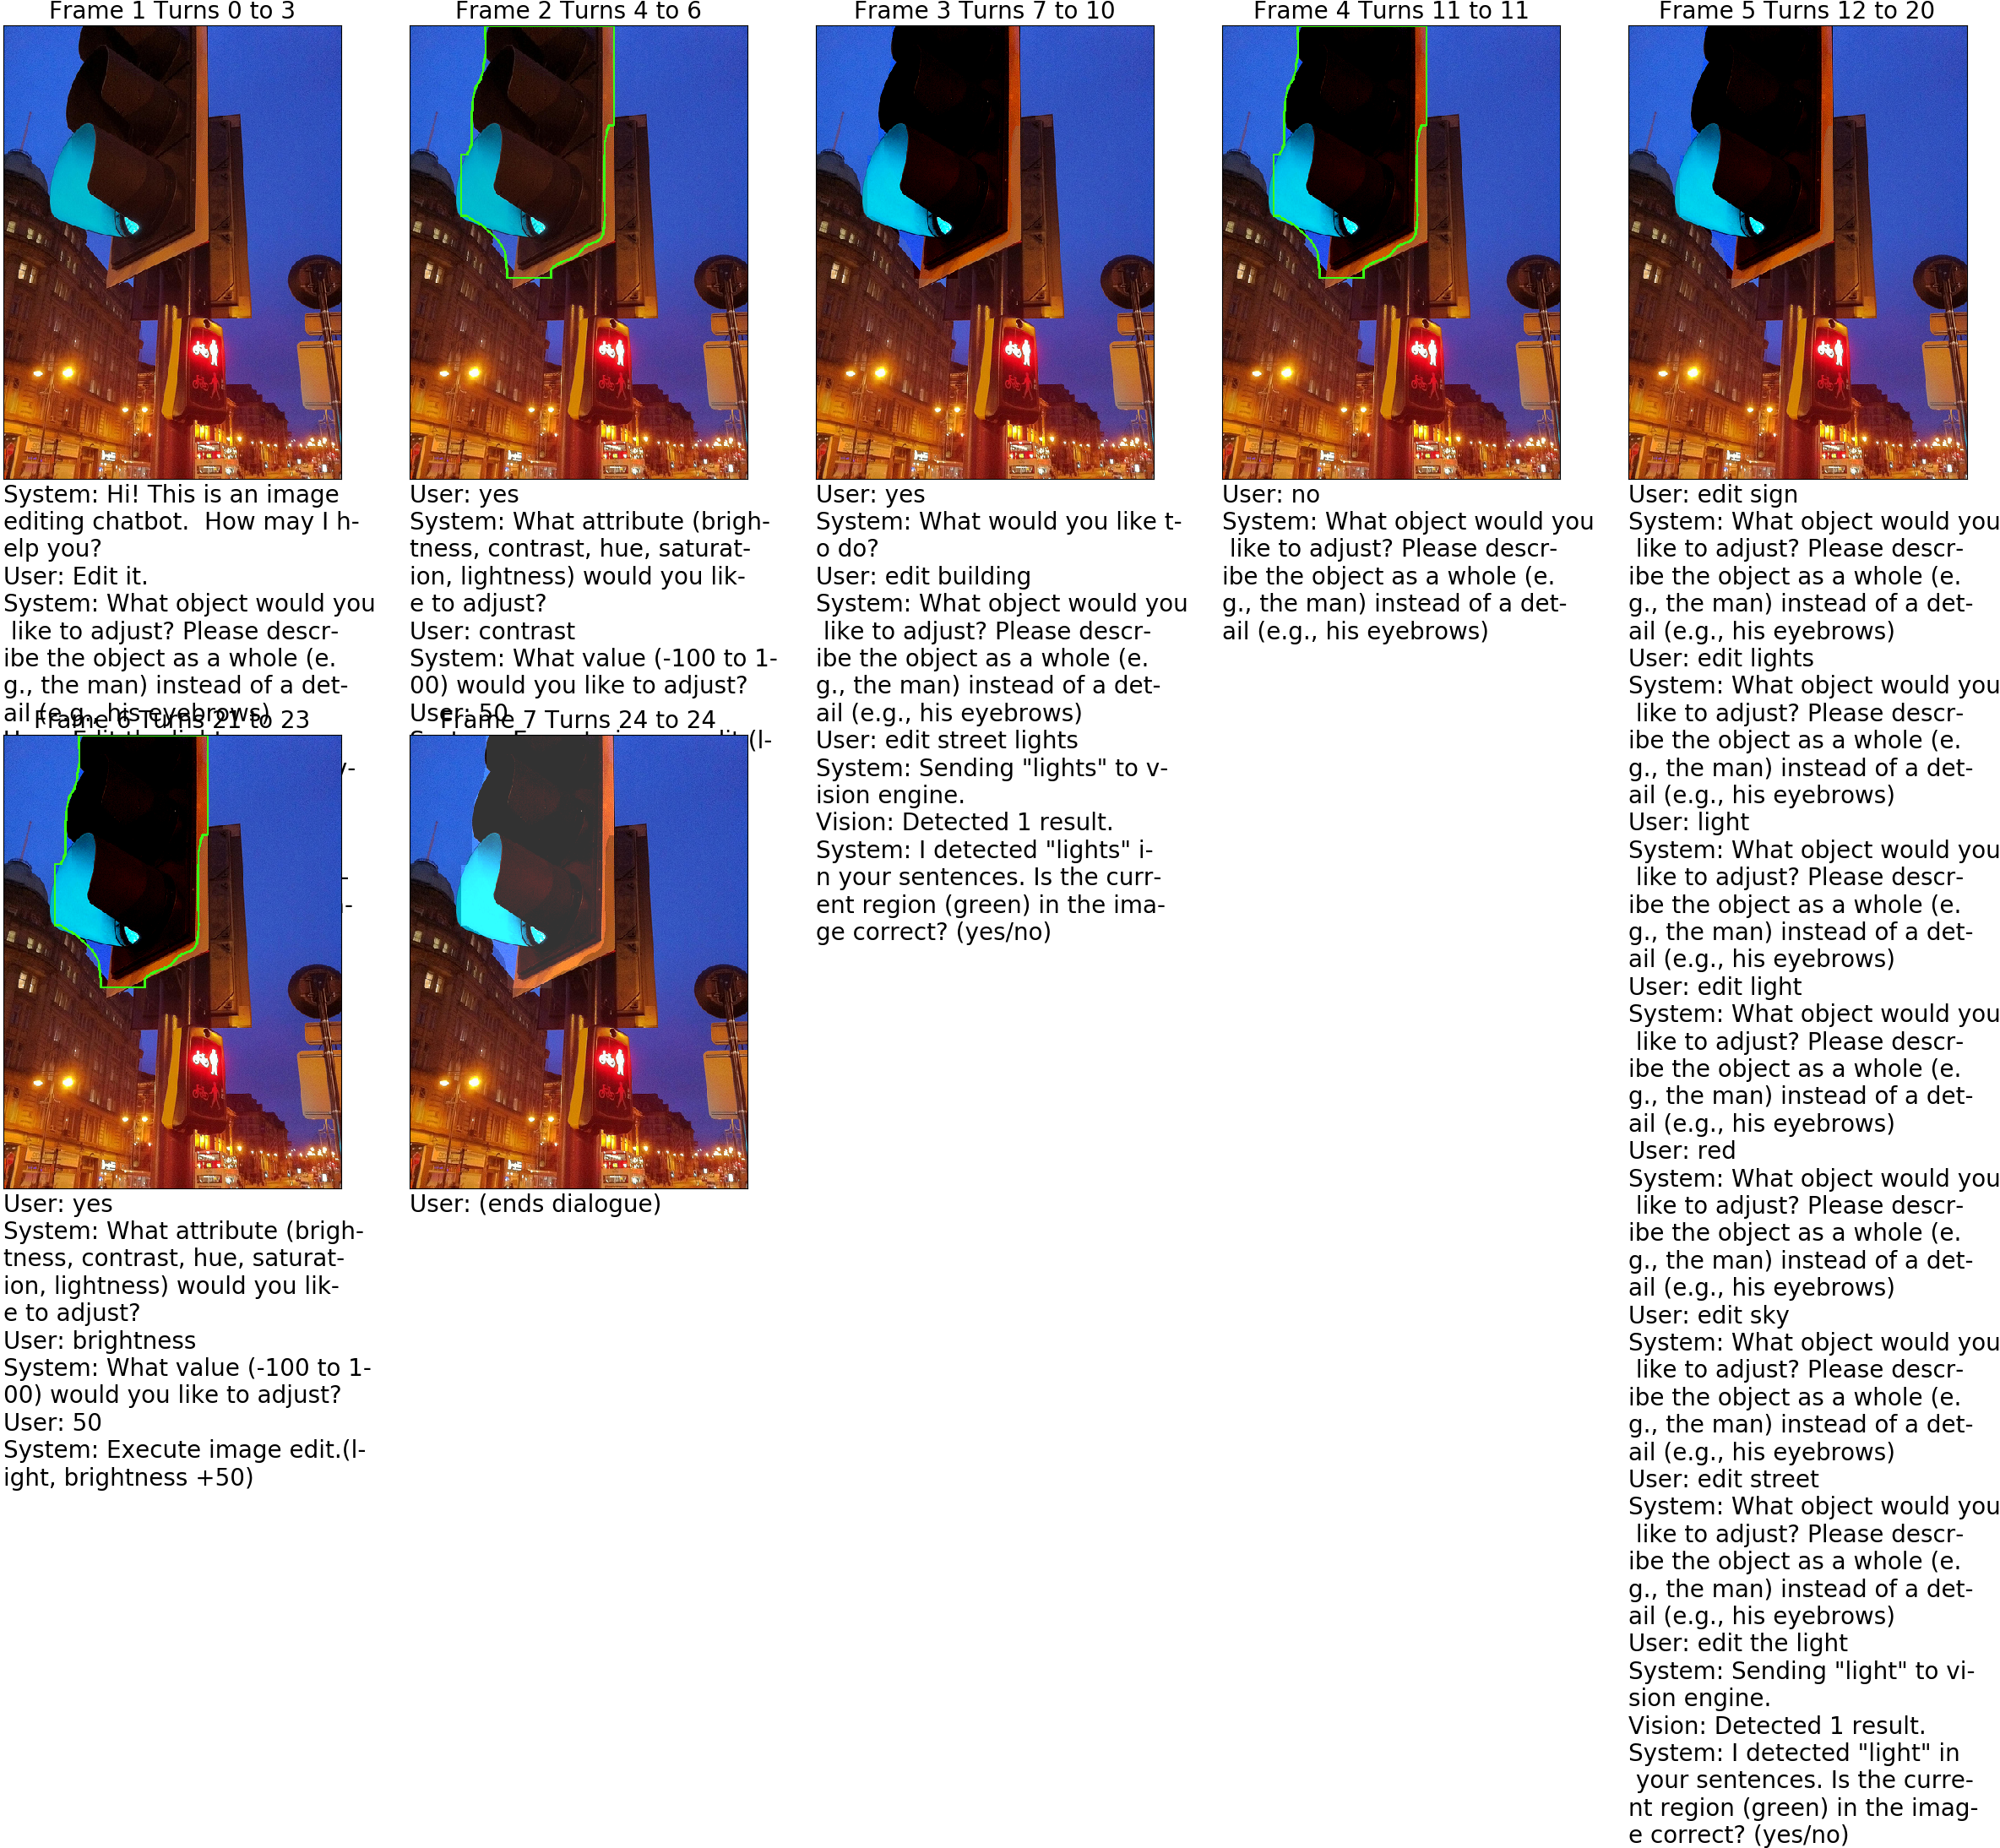 Frame 1 Turns 0 to 3
System: Hi! This is an image
editing chatbot.  How may I h-
elp you?
User: Edit it.
System: What object would you
 like to adjust? Please descr-
ibe the object as a whole (e.
g., the man) instead of a det-
ail (e.g., his eyebrows)
Frame 2 Turns 4 to 6
User: yes
System: What attribute (brigh-
tness, contrast, hue, saturat-
ion, lightness) would you lik-
e to adjust?
User: contrast
System: What value (-100 to 1-
00) would you like to adjust?
User: 50
Frame 3 Turns 7 to 10
User: yes
System: What would you like t-
o do?
User: edit building
System: What object would you
 like to adjust? Please descr-
ibe the object as a whole (e.
g., the man) instead of a det-
ail (e.g., his eyebrows)
User: edit street lights
System: Sending "lights" to v-
ision engine.
Vision: Detected 1 result.
System: I detected "lights" i-
n your sentences. Is the curr-
ent region (green) in the ima-
ge correct? (yes/no)
Frame 4 Turns 11 to 11
User: no
System: What object would you
 like to adjust? Please descr-
ibe the object as a whole (e.
g., the man) instead of a det-
ail (e.g., his eyebrows)
Frame 5 Turns 12 to 20
User: edit sign
System: What object would you
 like to adjust? Please descr-
ibe the object as a whole (e.
g., the man) instead of a det-
ail (e.g., his eyebrows)
User: edit lights
System: What object would you
 like to adjust? Please descr-
ibe the object as a whole (e.
g., the man) instead of a det-
ail (e.g., his eyebrows)
User: light
System: What object would you
 like to adjust? Please descr-
ibe the object as a whole (e.
g., the man) instead of a det-
ail (e.g., his eyebrows)
User: edit light
System: What object would you
 like to adjust? Please descr-
ibe the object as a whole (e.
g., the man) instead of a det-
ail (e.g., his eyebrows)
User: red
System: What object would you
 like to adjust? Please descr-
ibe the object as a whole (e.
g., the man) instead of a det-
ail (e.g., his eyebrows)
User: edit sky
System: What object would you
 like to adjust? Please descr-
ibe the object as a whole (e.
g., the man) instead of a det-
ail (e.g., his eyebrows)
User: edit street
System: What object would you
 like to adjust? Please descr-
ibe the object as a whole (e.
g., the man) instead of a det-
ail (e.g., his eyebrows)
User: edit the light
System: Sending "light" to vi-
sion engine.
Vision: Detected 1 result.
System: I detected "light" in
 your sentences. Is the curre-
nt region (green) in the imag-
e correct? (yes/no)
Frame 6 Turns 21 to 23
User: yes
System: What attribute (brigh-
tness, contrast, hue, saturat-
ion, lightness) would you lik-
e to adjust?
User: brightness
System: What value (-100 to 1-
00) would you like to adjust?
User: 50
System: Execute image edit.(l-
ight, brightness +50)
Frame 7 Turns 24 to 24
User: (ends dialogue)